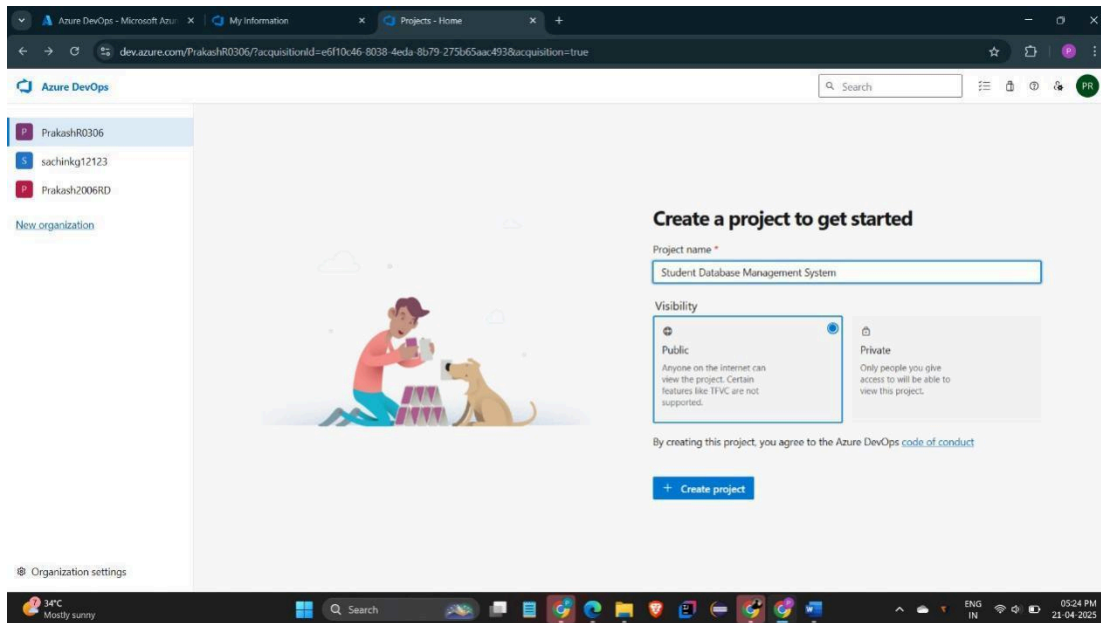 Azure DevOps - Microsoft Azur
My Information
Projects - Home
dev.azure.com/PrakashR0306/?acquisitionId=e6f10c46-8038-4eda-8b79-275b65aac493&acquisition=true
P
Azure DevOps
Search
PR
P PrakashR0306
S sachinkg12123
P Prakash2006RD
New organization
Create a project to get started
Project name *
Student Database Management System
Visibility
Public
Anyone on the internet can
view the project. Certain
features like TFVC are not
supported.
Private
Only people you give
access to will be able to
view this project.
By creating this project, you agree to the Azure DevOps code of conduct
+ Create project
Organization settings
34°C
Mostly sunny
Search
ENG
IN
05:24 PM
21-04-2025